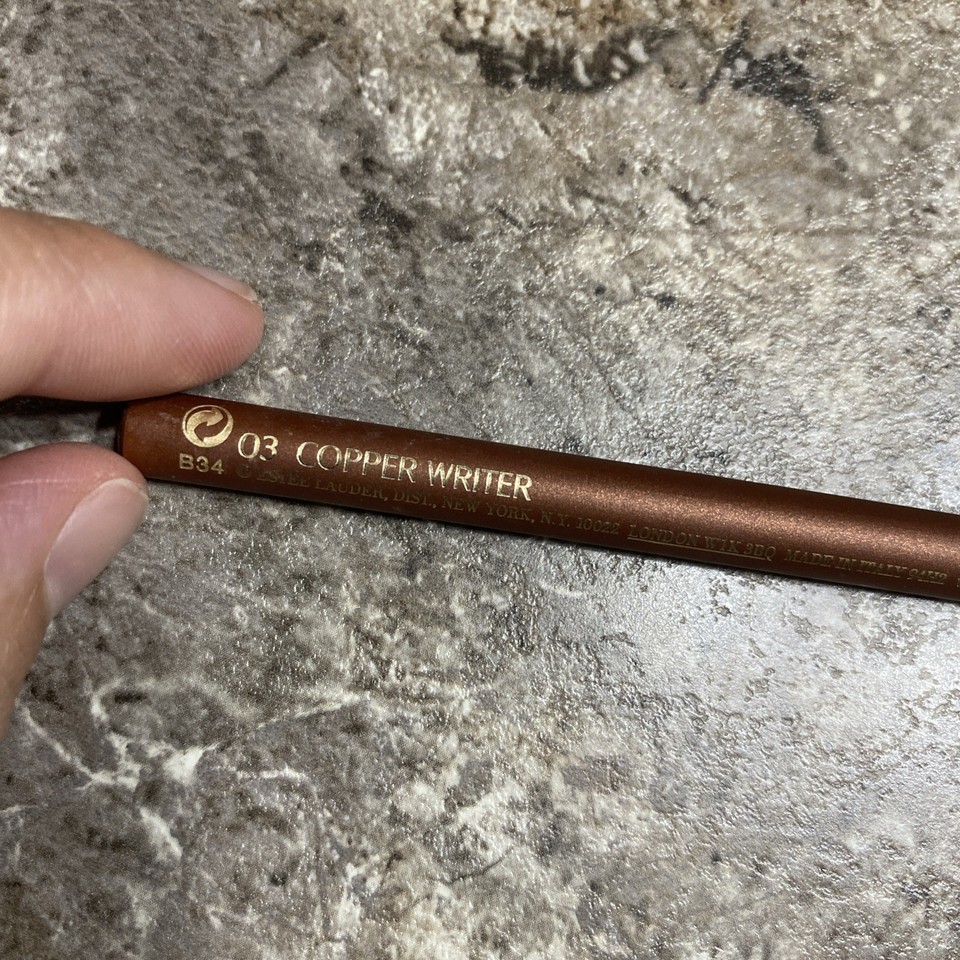 03 COPPER WRITER
B34
© ESTEE LAUDER, DIST., NEW YORK, N.Y. 10022 LONDON W1K 3BQ MADE IN ITALY